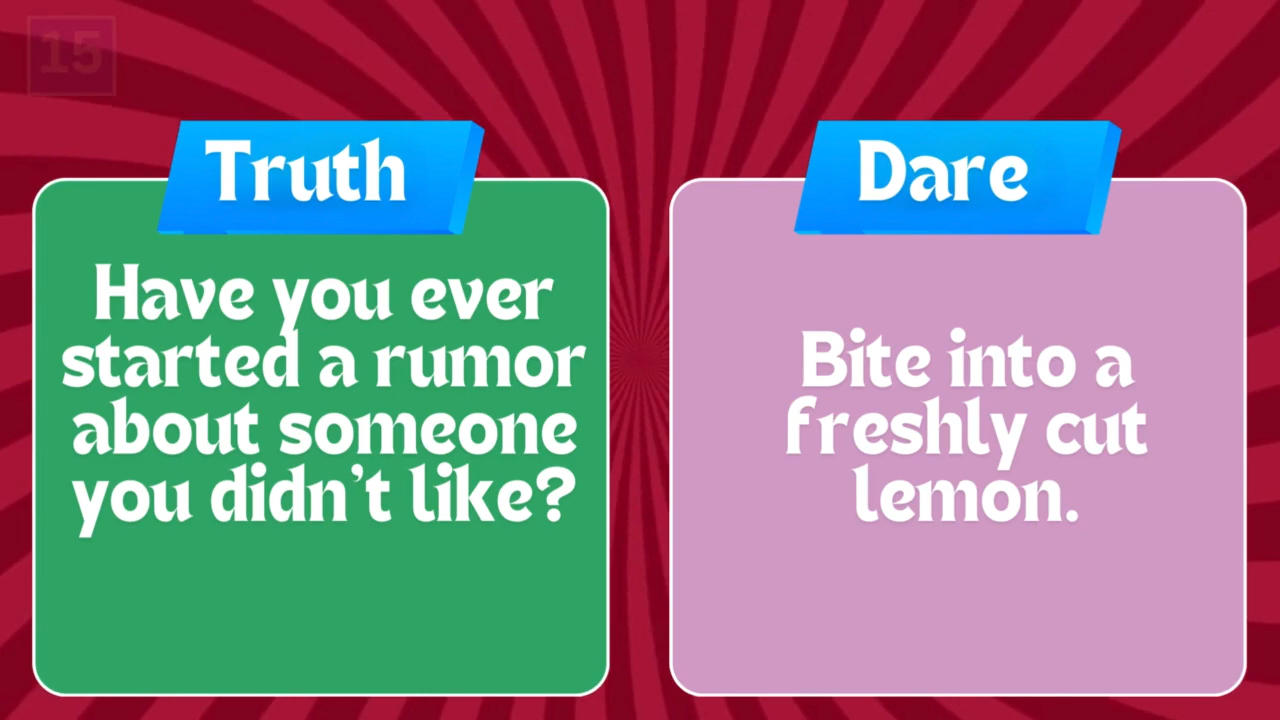 15
Truth
Have you ever
started a rumor
about someone
you didn't like?
Dare
Bite into a
freshly cut
lemon.